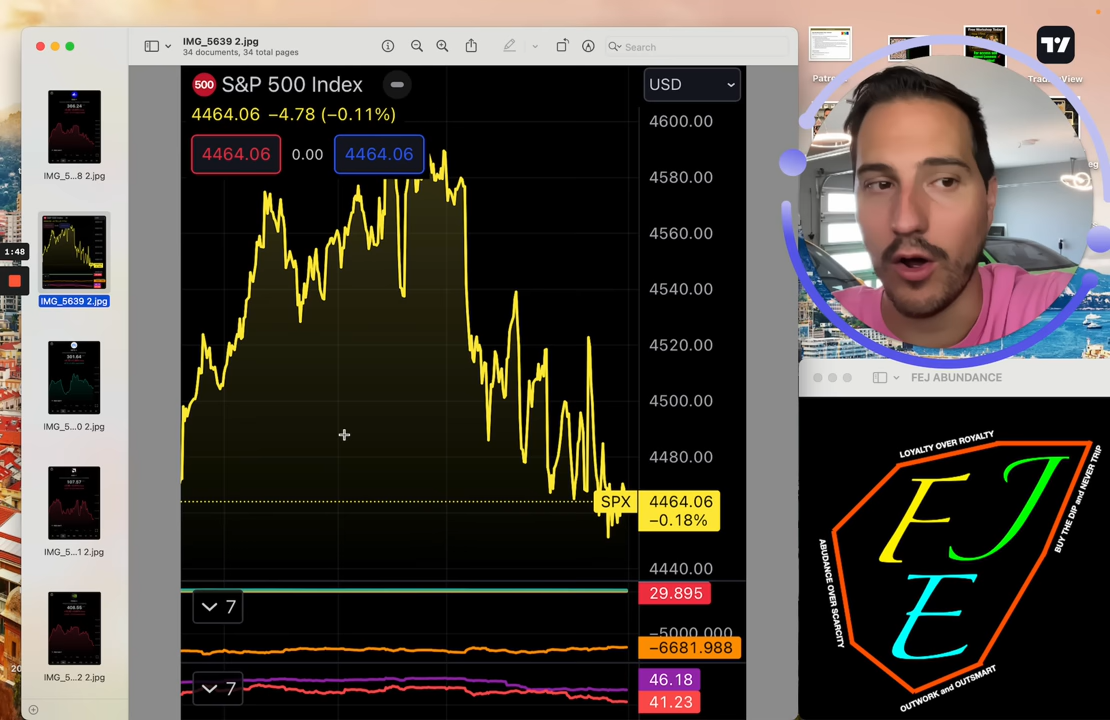 IMG_5639 2.jpg
34 documents, 34 total pages
Search
IMG_5...8 2.jpg
1:48
IMG_5639 2.jpg
IMG_5...0 2.jpg
IMG_5...1 2.jpg
IMG_5...2 2.jpg
500 S&P 500 Index
USD
4464.06 −4.78 (−0.11%)
4464.06 0.00 4464.06
4600.00
4580.00
4560.00
4540.00
4520.00
4500.00
4480.00
SPX 4464.06
−0.18%
4440.00
7
29.895
−5000.000
−6681.988
7
46.18
41.23
FEJ ABUNDANCE
LOYALTY OVER ROYALTY
BUY THE DIP and NEVER TRIP
ABUDANCE OVER SCARCITY
OUTWORK and OUTSMART
F J
E